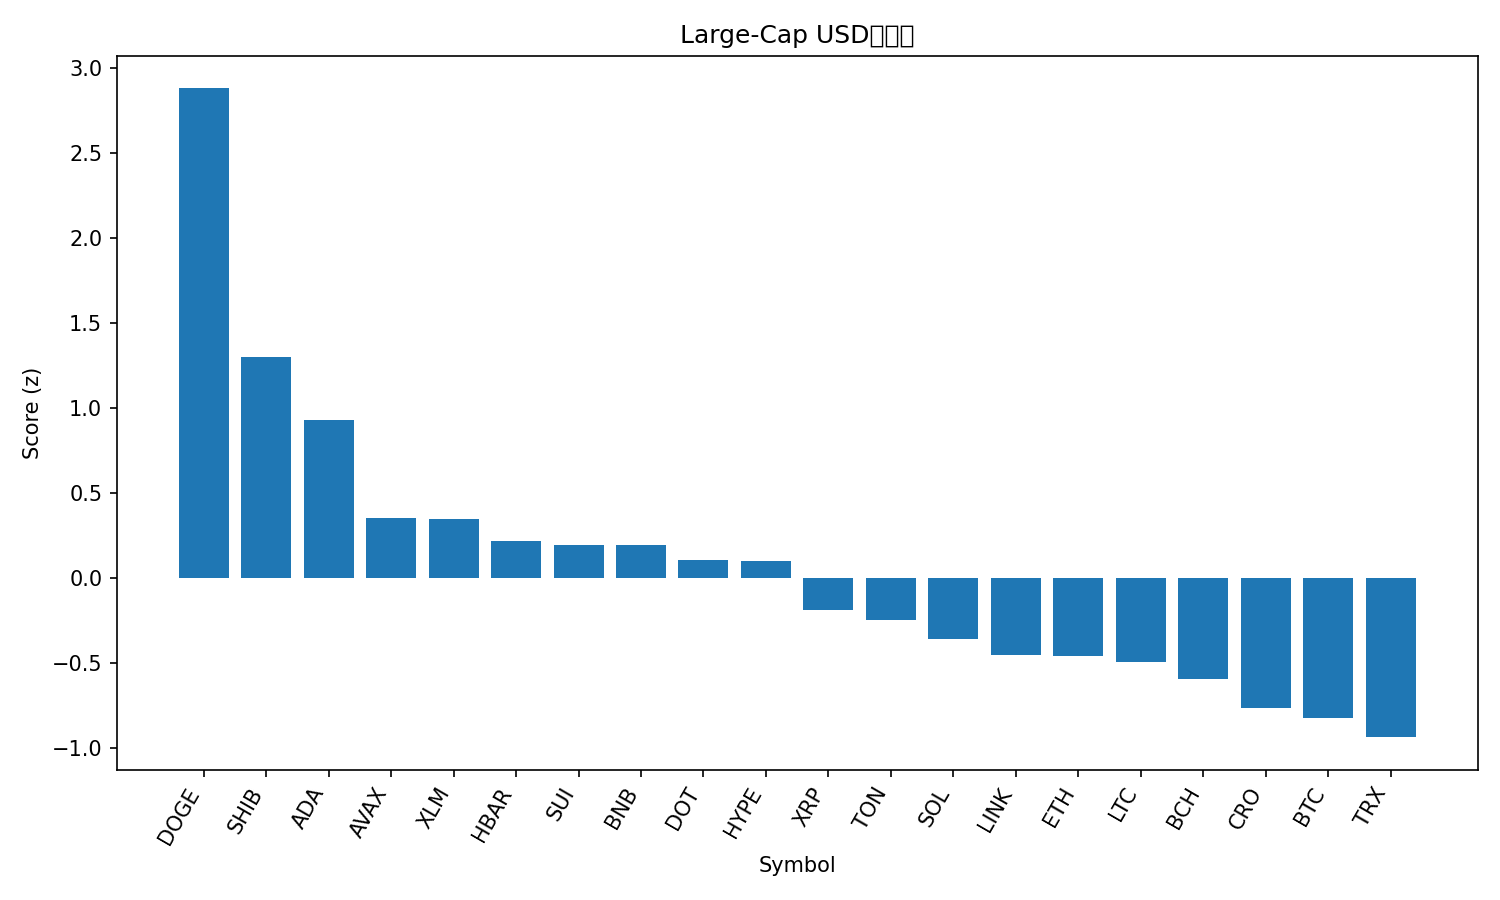 Large-Cap USD
3.0
2.5
2.0
1.5
1.0
0.5
0.0
−0.5
−1.0
Score (z)
DOGE
SHIB
ADA
AVAX
XLM
HBAR
SUI
BNB
DOT
HYPE
XRP
TON
SOL
LINK
ETH
LTC
BCH
CRO
BTC
TRX
Symbol